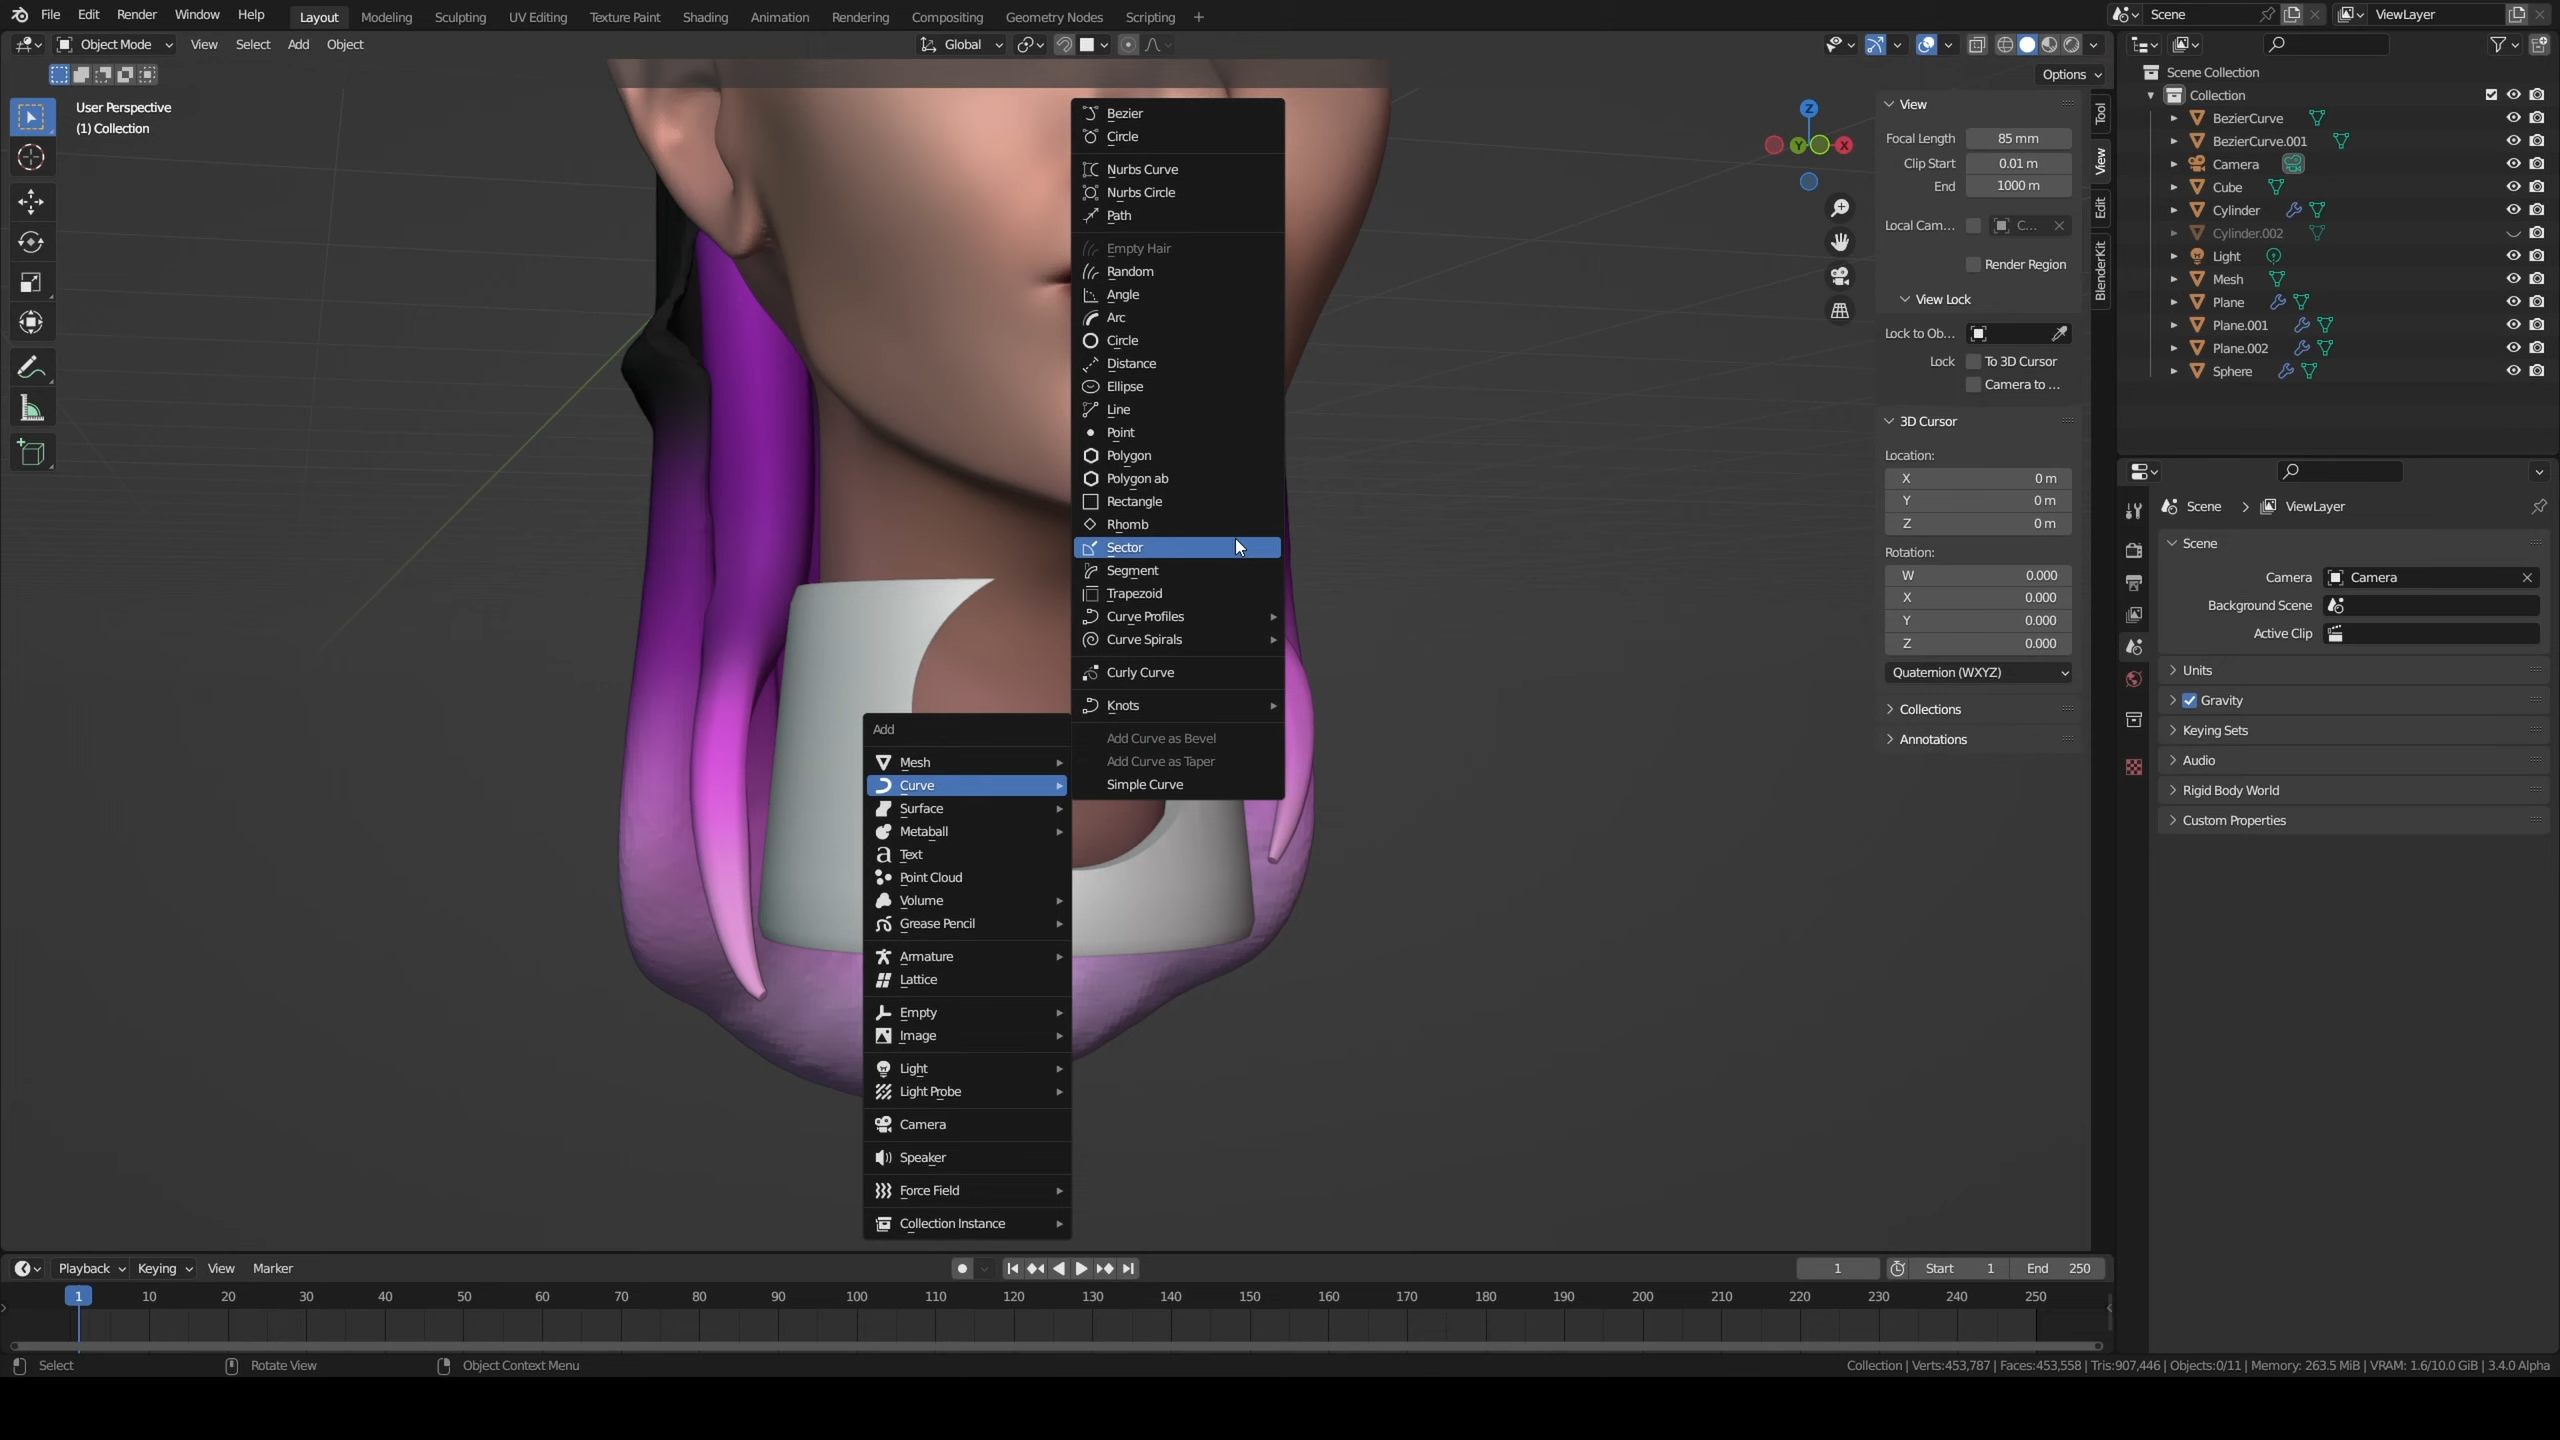 File Edit Render Window Help Layout Modeling Sculpting UV Editing Texture Paint Shading Animation Rendering Compositing Geometry Nodes Scripting + Scene ViewLayer
Object Mode View Select Add Object Global
Options
User Perspective
(1) Collection
Bezier
Circle
Nurbs Curve
Nurbs Circle
Path
Empty Hair
Random
Angle
Arc
Circle
Distance
Ellipse
Line
Point
Polygon
Polygon ab
Rectangle
Rhomb
Sector
Segment
Trapezoid
Curve Profiles
Curve Spirals
Curly Curve
Knots
Add Curve as Bevel
Add Curve as Taper
Simple Curve
Add
Mesh
Curve
Surface
Metaball
Text
Point Cloud
Volume
Grease Pencil
Armature
Lattice
Empty
Image
Light
Light Probe
Camera
Speaker
Force Field
Collection Instance
Z
Y
X
View
Focal Length 85 mm
Clip Start 0.01 m
End 1000 m
Local Cam... C...
Render Region
View Lock
Lock to Ob...
Lock To 3D Cursor
Camera to ...
3D Cursor
Location:
X 0 m
Y 0 m
Z 0 m
Rotation:
W 0.000
X 0.000
Y 0.000
Z 0.000
Quaternion (WXYZ)
Collections
Annotations
Tool
View
Edit
BlenderKit
Scene Collection
Collection
BezierCurve
BezierCurve.001
Camera
Cube
Cylinder
Cylinder.002
Light
Mesh
Plane
Plane.001
Plane.002
Sphere
Scene > ViewLayer
Scene
Camera Camera
Background Scene
Active Clip
Units
Gravity
Keying Sets
Audio
Rigid Body World
Custom Properties
Playback Keying View Marker 1 Start 1 End 250
1 10 20 30 40 50 60 70 80 90 100 110 120 130 140 150 160 170 180 190 200 210 220 230 240 250
Select Rotate View Object Context Menu Collection | Verts:453,787 | Faces:453,558 | Tris:907,446 | Objects:0/11 | Memory: 263.5 MiB | VRAM: 1.6/10.0 GiB | 3.4.0 Alpha